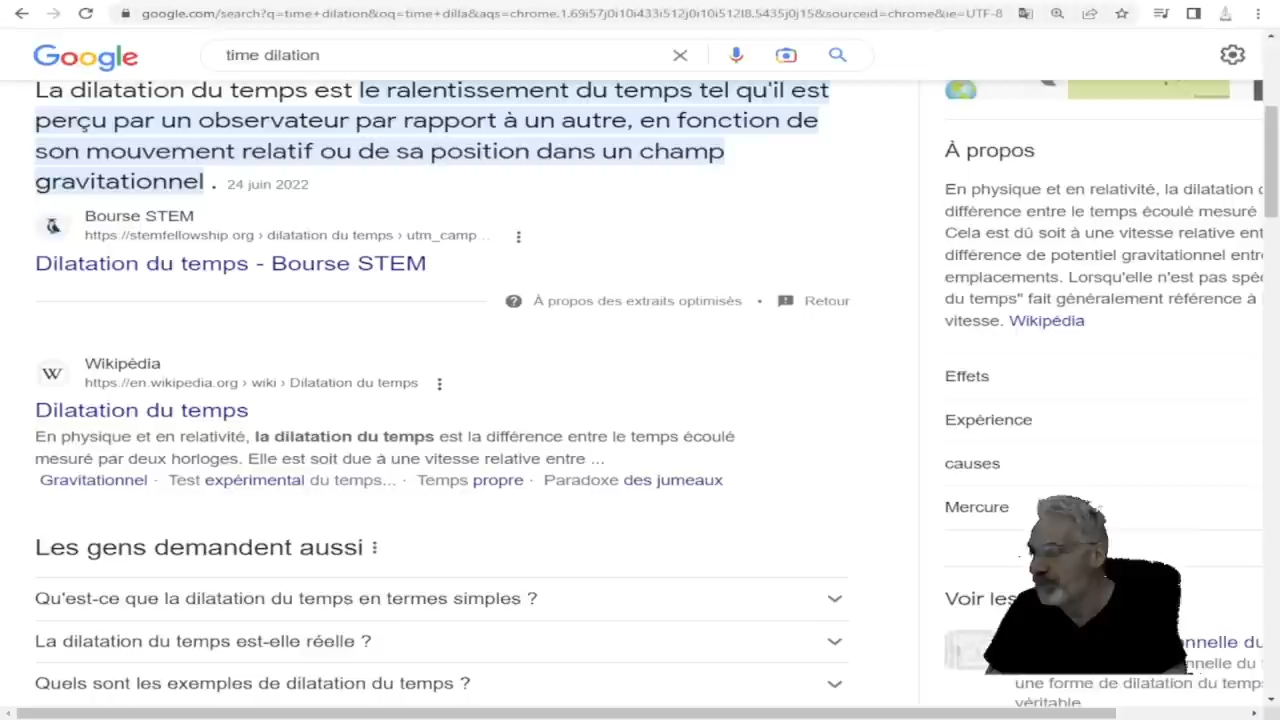 google.com/search?q=time+dilation&oq=time+dilla&aqs=chrome.1.69i57j0i10i433i512j0i10i512l8.5435j0j15&sourceid=chrome&ie=UTF-8
Google
time dilation
La dilatation du temps est le ralentissement du temps tel qu'il est
perçu par un observateur par rapport à un autre, en fonction de
son mouvement relatif ou de sa position dans un champ
gravitationnel . 24 juin 2022
Bourse STEM
https://stemfellowship.org › dilatation du temps › utm_camp...
Dilatation du temps - Bourse STEM
À propos des extraits optimisés • Retour
Wikipédia
https://en.wikipedia.org › wiki › Dilatation du temps
Dilatation du temps
En physique et en relativité, la dilatation du temps est la différence entre le temps écoulé
mesuré par deux horloges. Elle est soit due à une vitesse relative entre ...
Gravitationnel · Test expérimental du temps... · Temps propre · Paradoxe des jumeaux
Les gens demandent aussi
Qu'est-ce que la dilatation du temps en termes simples ?
La dilatation du temps est-elle réelle ?
Quels sont les exemples de dilatation du temps ?
À propos
En physique et en relativité, la dilatation
différence entre le temps écoulé mesuré
Cela est dû soit à une vitesse relative
différence de potentiel gravitationnel
emplacements. Lorsqu'elle n'est pas
du temps" fait généralement référence à
vitesse. Wikipédia
Effets
Expérience
causes
Mercure
Voir les
du
nnelle du
une forme de dilatation du
véritable